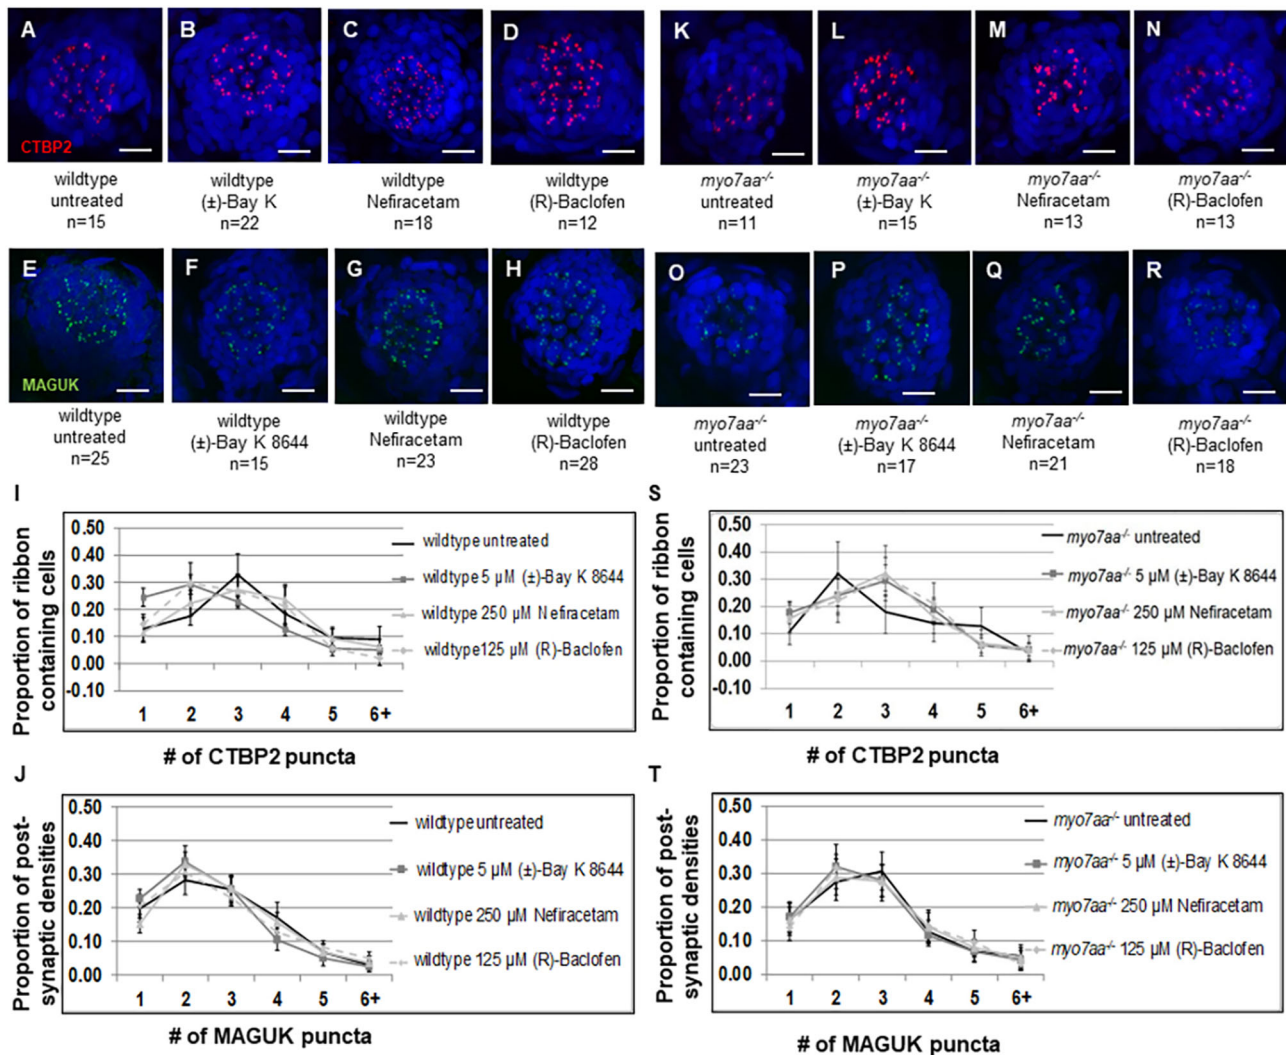 A B C D K L M N
CTBP2
wildtype untreated n=15
wildtype (±)-Bay K n=22
wildtype Nefiracetam n=18
wildtype (R)-Baclofen n=12
myo7aa-/- untreated n=11
myo7aa-/- (±)-Bay K n=15
myo7aa-/- Nefiracetam n=13
myo7aa-/- (R)-Baclofen n=13
E F G H O P Q R
MAGUK
wildtype untreated n=25
wildtype (±)-Bay K 8644 n=15
wildtype Nefiracetam n=23
wildtype (R)-Baclofen n=28
myo7aa-/- untreated n=23
myo7aa-/- (±)-Bay K 8644 n=17
myo7aa-/- Nefiracetam n=21
myo7aa-/- (R)-Baclofen n=18
I
Proportion of ribbon
containing cells
0.50
0.40
0.30
0.20
0.10
0.00
-0.10
1 2 3 4 5 6+
# of CTBP2 puncta
wildtype untreated
wildtype 5 µM (±)-Bay K 8644
wildtype 250 µM Nefiracetam
wildtype125 µM (R)-Baclofen
S
Proportion of ribbon
containing cells
0.50
0.40
0.30
0.20
0.10
0.00
-0.10
1 2 3 4 5 6+
# of CTBP2 puncta
myo7aa-/- untreated
myo7aa-/- 5 µM (±)-Bay K 8644
myo7aa-/- 250 µM Nefiracetam
myo7aa-/- 125 µM (R)-Baclofen
J
Proportion of post-
synaptic densities
0.50
0.40
0.30
0.20
0.10
0.00
1 2 3 4 5 6+
# of MAGUK puncta
wildtype untreated
wildtype 5 µM (±)-Bay K 8644
wildtype 250 µM Nefiracetam
wildtype 125 µM (R)-Baclofen
T
Proportion of post-
synaptic densities
0.50
0.40
0.30
0.20
0.10
0.00
1 2 3 4 5 6+
# of MAGUK puncta
myo7aa-/- untreated
myo7aa-/- 5 µM (±)-Bay K 8644
myo7aa-/- 250 µM Nefiracetam
myo7aa-/- 125 µM (R)-Baclofen